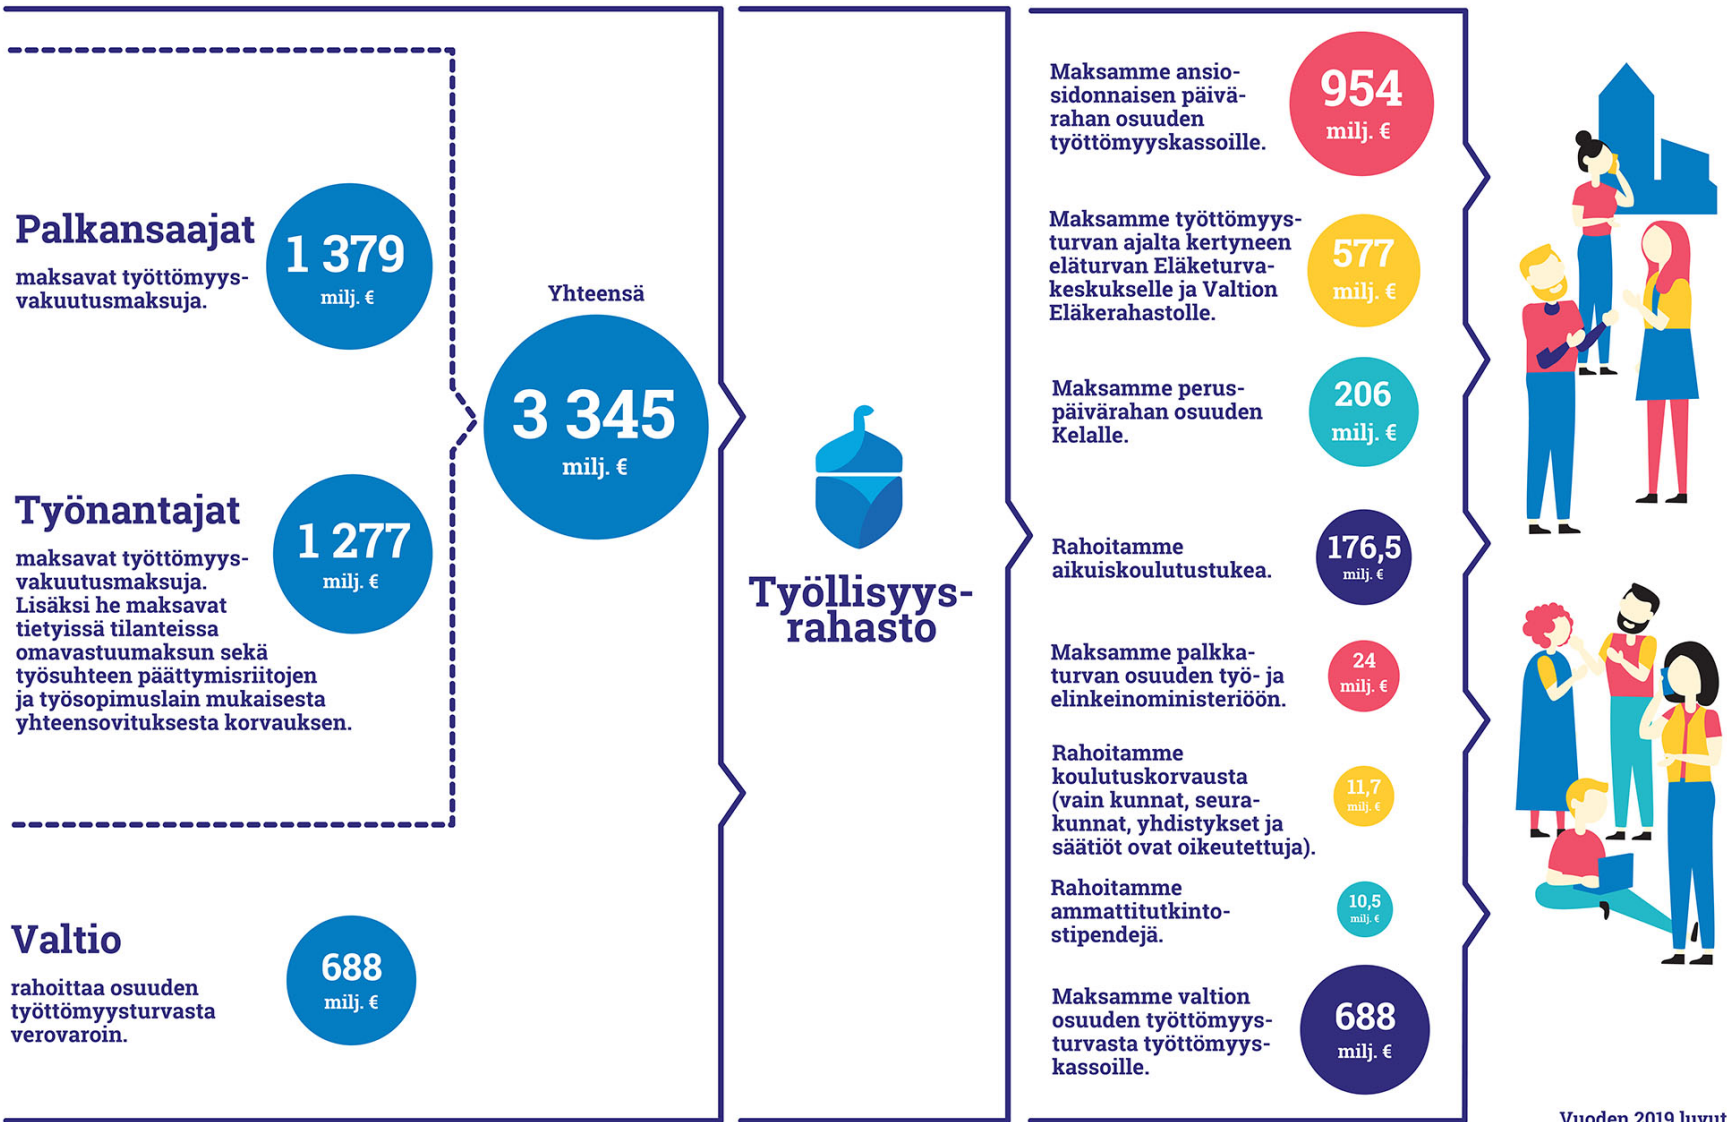 Palkansaajat
maksavat työttömyys-
vakuutusmaksuja.
1 379
milj. €
Työnantajat
maksavat työttömyys-
vakuutusmaksuja.
Lisäksi he maksavat
tietyissä tilanteissa
omavastuumaksun sekä
työsuhteen päättymisriitojen
ja työsopimuslain mukaisesta
yhteensovituksesta korvauksen.
1 277
milj. €
Valtio
rahoittaa osuuden
työttömyysturvasta
verovaroin.
688
milj. €
Yhteensä
3 345
milj. €
Työllisyys-
rahasto
Maksamme ansio-
sidonnaisen päivä-
rahan osuuden
työttömyyskassoille.
954
milj. €
Maksamme työttömyys-
turvan ajalta kertyneen
eläturvan Eläketurva-
keskukselle ja Valtion
Eläkerahastolle.
577
milj. €
Maksamme perus-
päivärahan osuuden
Kelalle.
206
milj. €
Rahoitamme
aikuiskoulutustukea.
176,5
milj. €
Maksamme palkka-
turvan osuuden työ- ja
elinkeinoministeriöön.
24
milj. €
Rahoitamme
koulutuskorvausta
(vain kunnat, seura-
kunnat, yhdistykset ja
säätiöt ovat oikeutettuja).
11,7
milj. €
Rahoitamme
ammattitutkinto-
stipendejä.
10,5
milj. €
Maksamme valtion
osuuden työttömyys-
turvasta työttömyys-
kassoille.
688
milj. €
Vuoden 2019 luvut